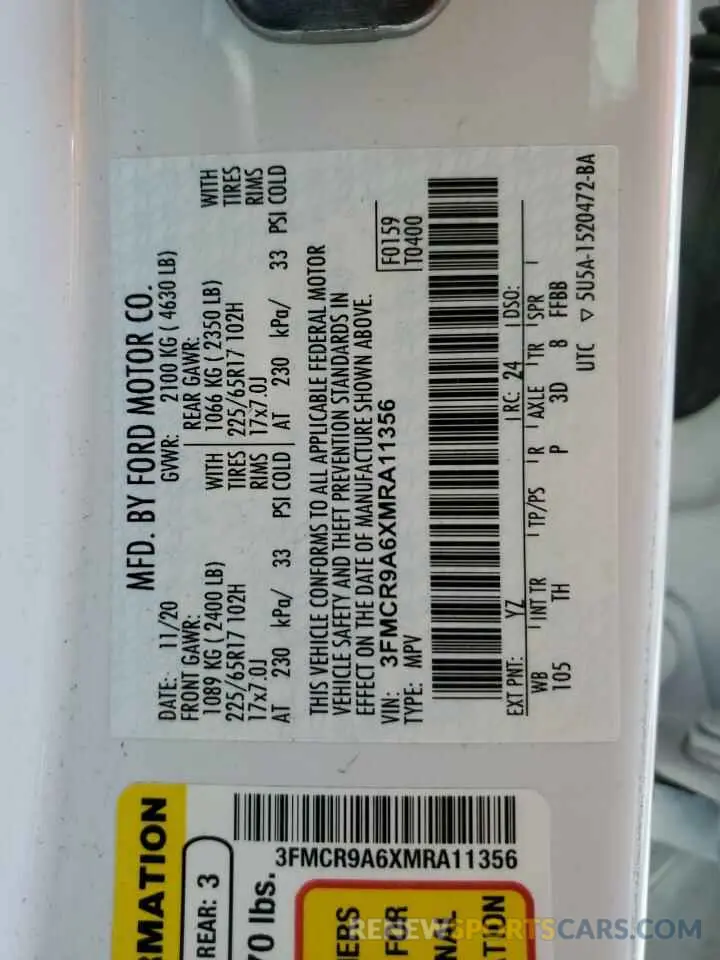 MFD. BY FORD MOTOR CO.
DATE: 11/20 GVWR: 2100 KG ( 4630 LB)
FRONT GAWR: REAR GAWR:
1089 KG ( 2400 LB) WITH 1066 KG ( 2350 LB) WITH
225/65R17 102H TIRES 225/65R17 102H TIRES
17x7.0J RIMS 17x7.0J RIMS
AT 230 kPa/ 33 PSI COLD AT 230 kPa/ 33 PSI COLD
THIS VEHICLE CONFORMS TO ALL APPLICABLE FEDERAL MOTOR
VEHICLE SAFETY AND THEFT PREVENTION STANDARDS IN
EFFECT ON THE DATE OF MANUFACTURE SHOWN ABOVE.
VIN: 3FMCR9A6XMRA11356
TYPE: MPV
F0159
T0400
EXT PNT: YZ RC: 24 DSO:
WB INT TR TP/PS R AXLE TR SPR
105 TH P 3D 8 FFBB
UTC ▽ 5U5A-1520472-BA
RMATION
REAR: 3
70 lbs.
3FMCR9A6XMRA11356
ERS
FOR
NAL
ATION
RENEWSPORTSCARS.COM